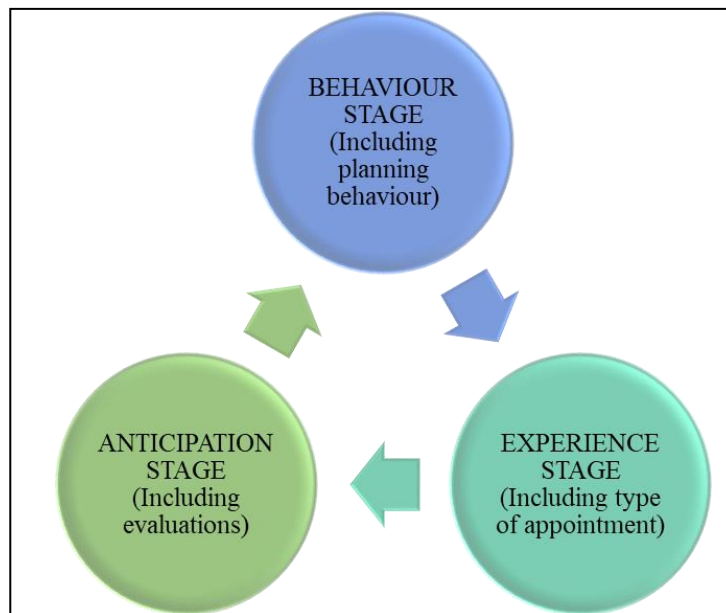 BEHAVIOUR
STAGE
(Including
planning
behaviour)
ANTICIPATION
STAGE
(Including
evaluations)
EXPERIENCE
STAGE
(Including type
of appointment)